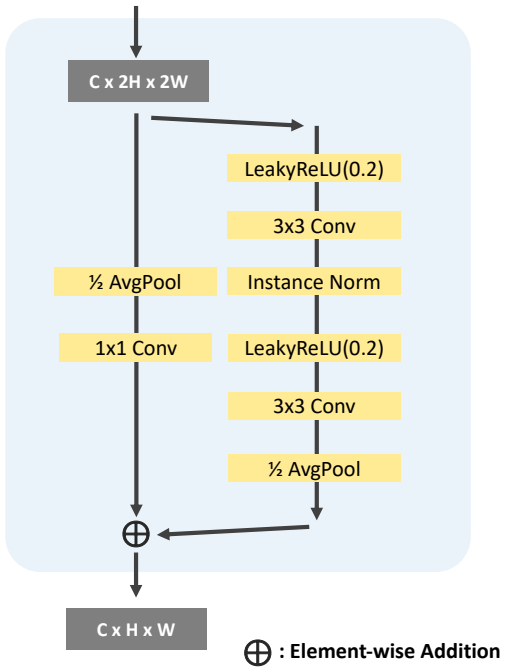 C x 2H x 2W
LeakyReLU(0.2)
3x3 Conv
½ AvgPool
Instance Norm
1x1 Conv
LeakyReLU(0.2)
3x3 Conv
½ AvgPool
C x H x W
: Element-wise Addition